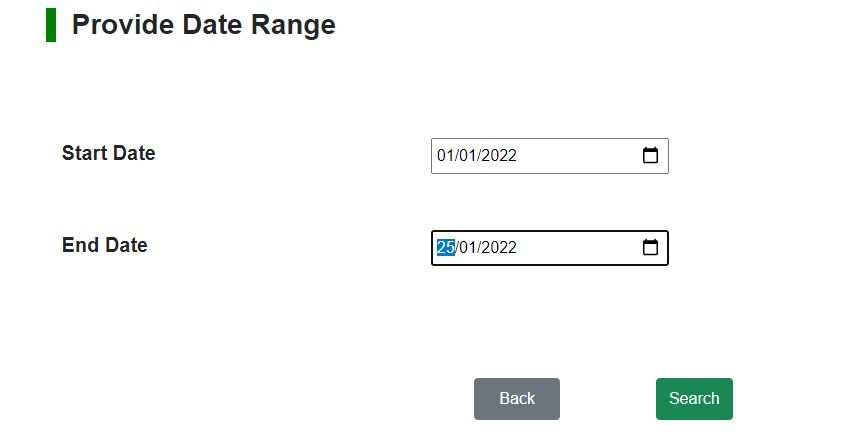 Provide Date Range
Start Date
01/01/2022
End Date
25/01/2022
Back
Search